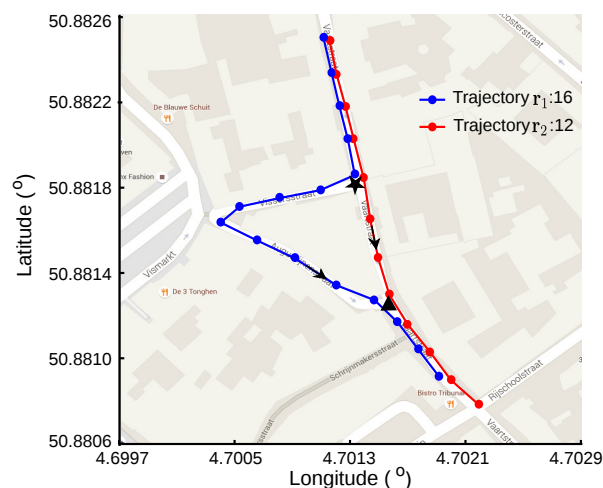 50.8826
50.8822
50.8818
50.8814
50.8810
50.8806
Latitude (°)
4.6997
4.7005
4.7013
4.7021
4.7029
Longitude (°)
Trajectory r1:16
Trajectory r2:12
De Blauwe Schuit
Fashion
Vismarkt
De 3 Tonghen
Vissersstraat
Schrijnmakersstraat
Bistro Tribunal
Rijschoolstraat